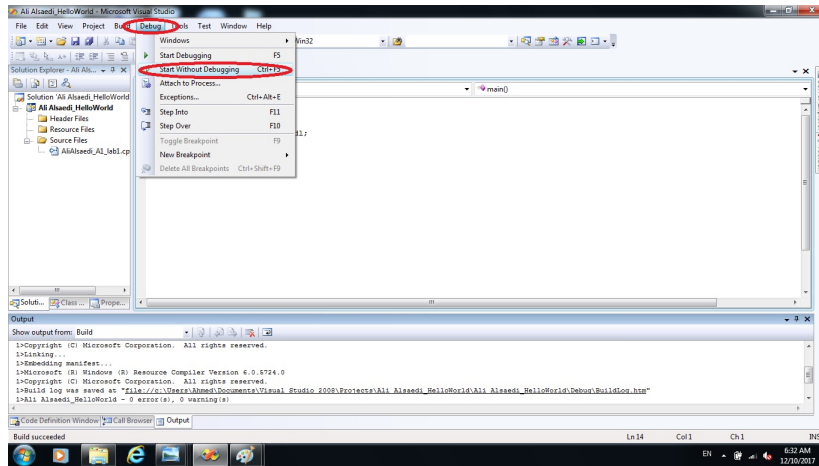 Ali Alsaedi_HelloWorld - Microsoft Visual Studio
File Edit View Project Debug Tools Test Window Help
Win32
Solution Explorer - Ali Als...
Solution 'Ali Alsaedi_HelloWorld
Ali Alsaedi_HelloWorld
Header Files
Resource Files
Source Files
AliAlsaedi_A1_lab1.cp
Windows
Start Debugging F5
Start Without Debugging Ctrl+F5
Attach to Process...
Exceptions... Ctrl+Alt+E
Step Into F11
Step Over F10
Toggle Breakpoint F9
New Breakpoint
Delete All Breakpoints Ctrl+Shift+F9
main()
dl;
Soluti... Class ... Prope...
Output
Show output from: Build
1>Copyright (C) Microsoft Corporation. All rights reserved.
1>Linking...
1>Embedding manifest...
1>Microsoft (R) Windows (R) Resource Compiler Version 6.0.5724.0
1>Copyright (C) Microsoft Corporation. All rights reserved.
1>Build log was saved at "file://c:\Users\Ahmed\Documents\Visual Studio 2008\Projects\Ali Alsaedi_HelloWorld\Ali Alsaedi_HelloWorld\Debug\BuildLog.htm"
1>Ali Alsaedi_HelloWorld - 0 error(s), 0 warning(s)
Code Definition Window Call Browser Output
Build succeeded Ln 14 Col 1 Ch 1 INS
EN 6:32 AM
12/10/2017